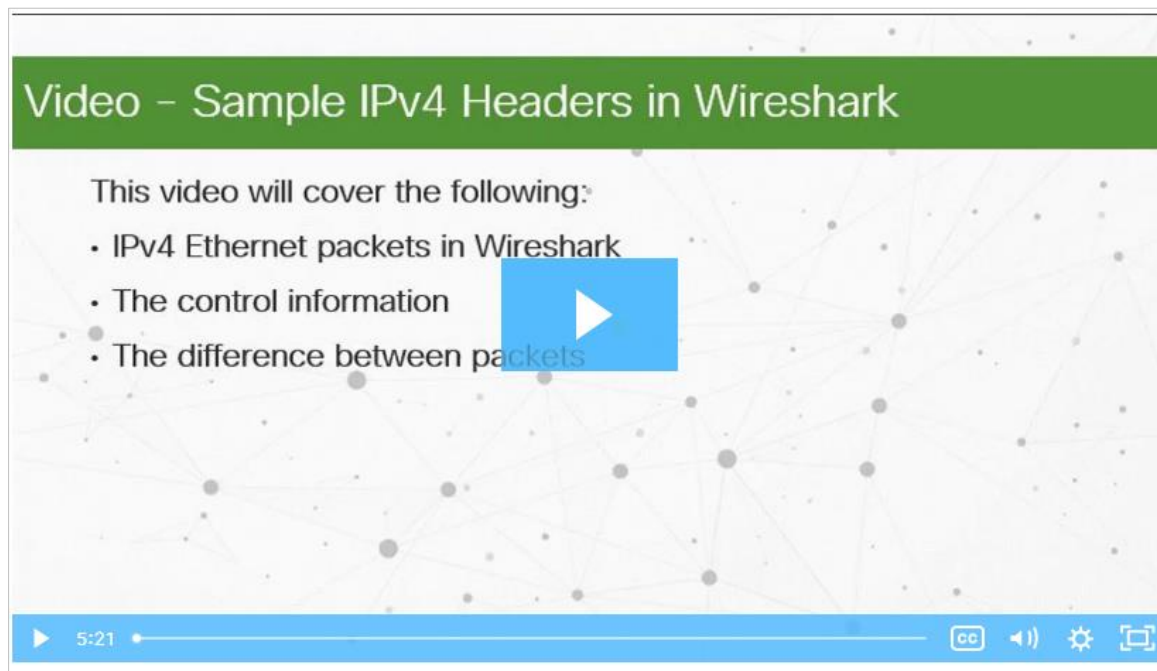 Video – Sample IPv4 Headers in Wireshark
This video will cover the following:
• IPv4 Ethernet packets in Wireshark
• The control information
• The difference between packets
5:21
CC